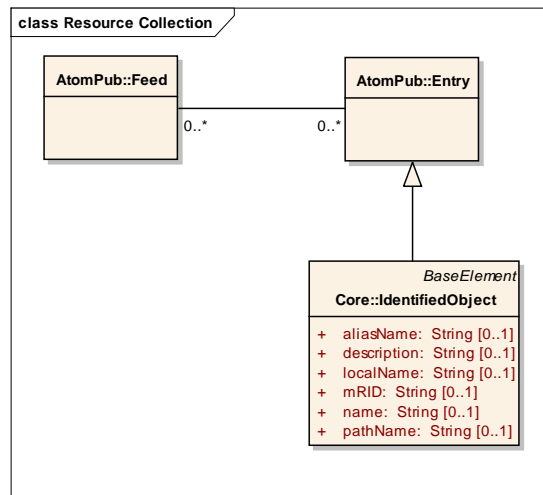 class Resource Collection
AtomPub::Feed
AtomPub::Entry
0..*
0..*
BaseElement
Core::IdentifiedObject
+ aliasName: String [0..1]
+ description: String [0..1]
+ localName: String [0..1]
+ mRID: String [0..1]
+ name: String [0..1]
+ pathName: String [0..1]